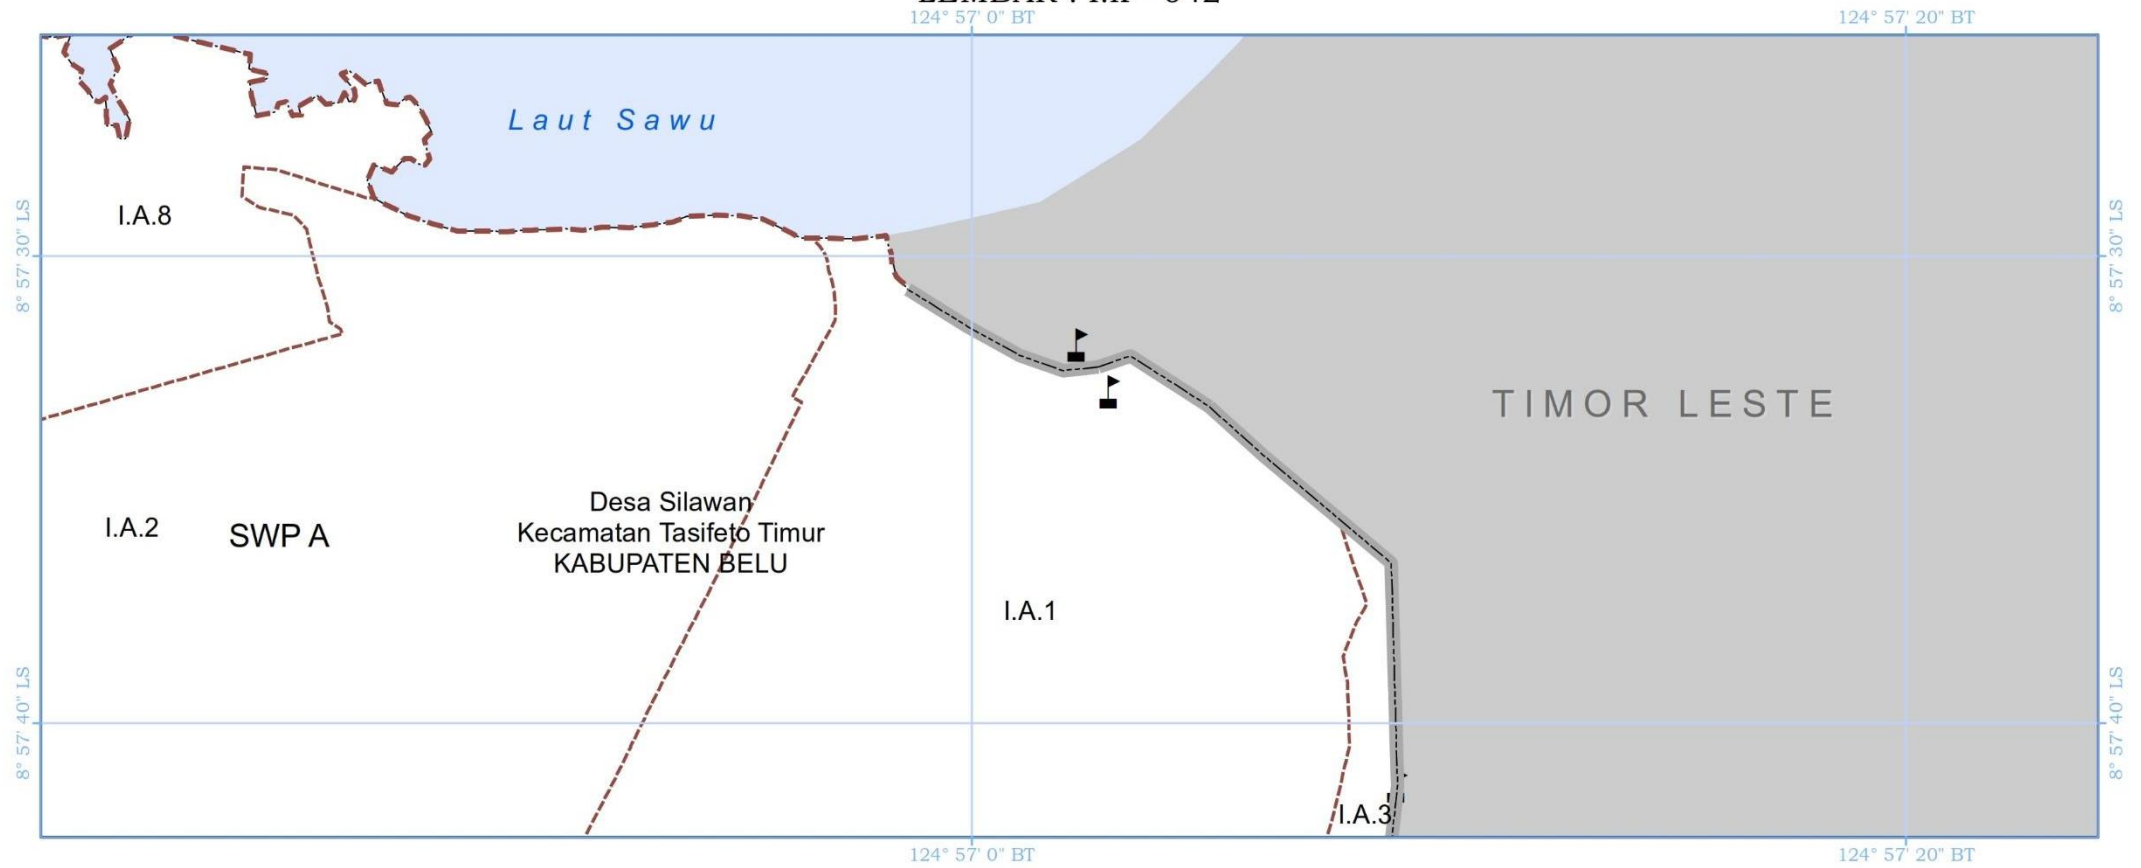 124° 57' 0" BT
124° 57' 20" BT
Laut Sawu
I.A.8
8° 57' 30" LS
8° 57' 30" LS
TIMOR LESTE
Desa Silawan
Kecamatan Tasifeto Timur
KABUPATEN BELU
I.A.2
SWP A
I.A.1
8° 57' 40" LS
8° 57' 40" LS
I.A.3
124° 57' 0" BT
124° 57' 20" BT